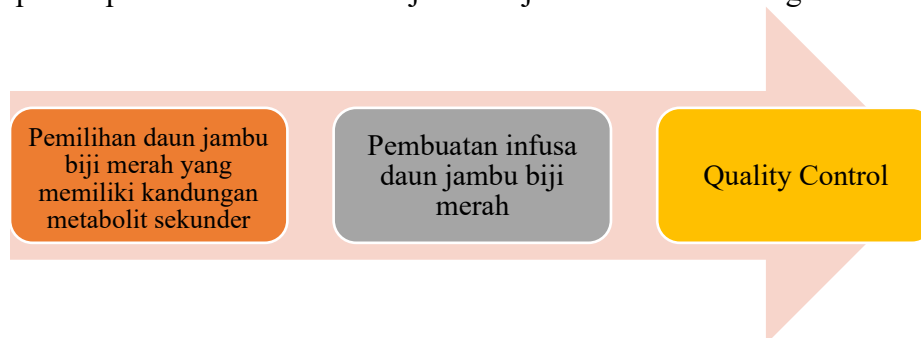 Pemilihan daun jambu
biji merah yang
memiliki kandungan
metabolit sekunder
Pembuatan infusa
daun jambu biji
merah
Quality Control